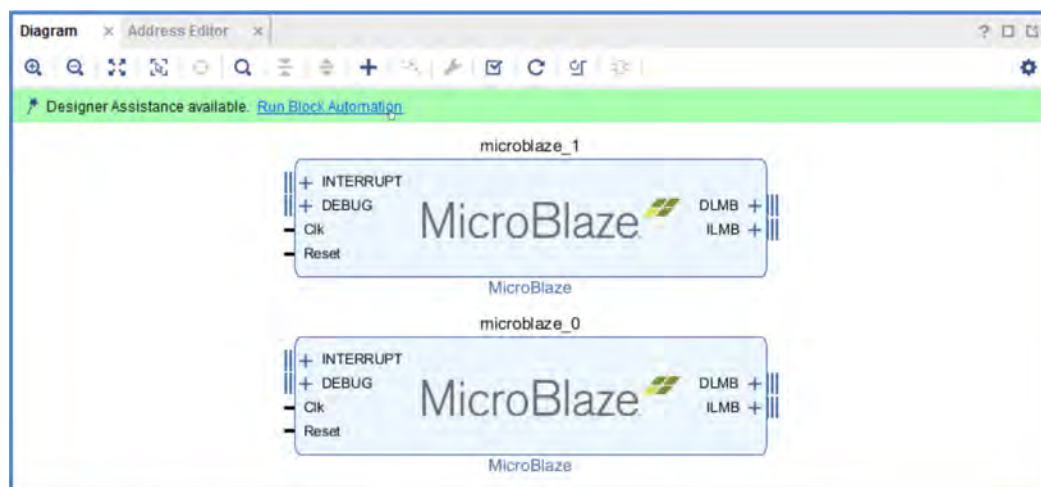 Diagram × Address Editor ×
Designer Assistance available. Run Block Automation
microblaze_1
INTERRUPT
DEBUG
Clk
Reset
MicroBlaze
DLMB
ILMB
MicroBlaze
microblaze_0
INTERRUPT
DEBUG
Clk
Reset
MicroBlaze
DLMB
ILMB
MicroBlaze